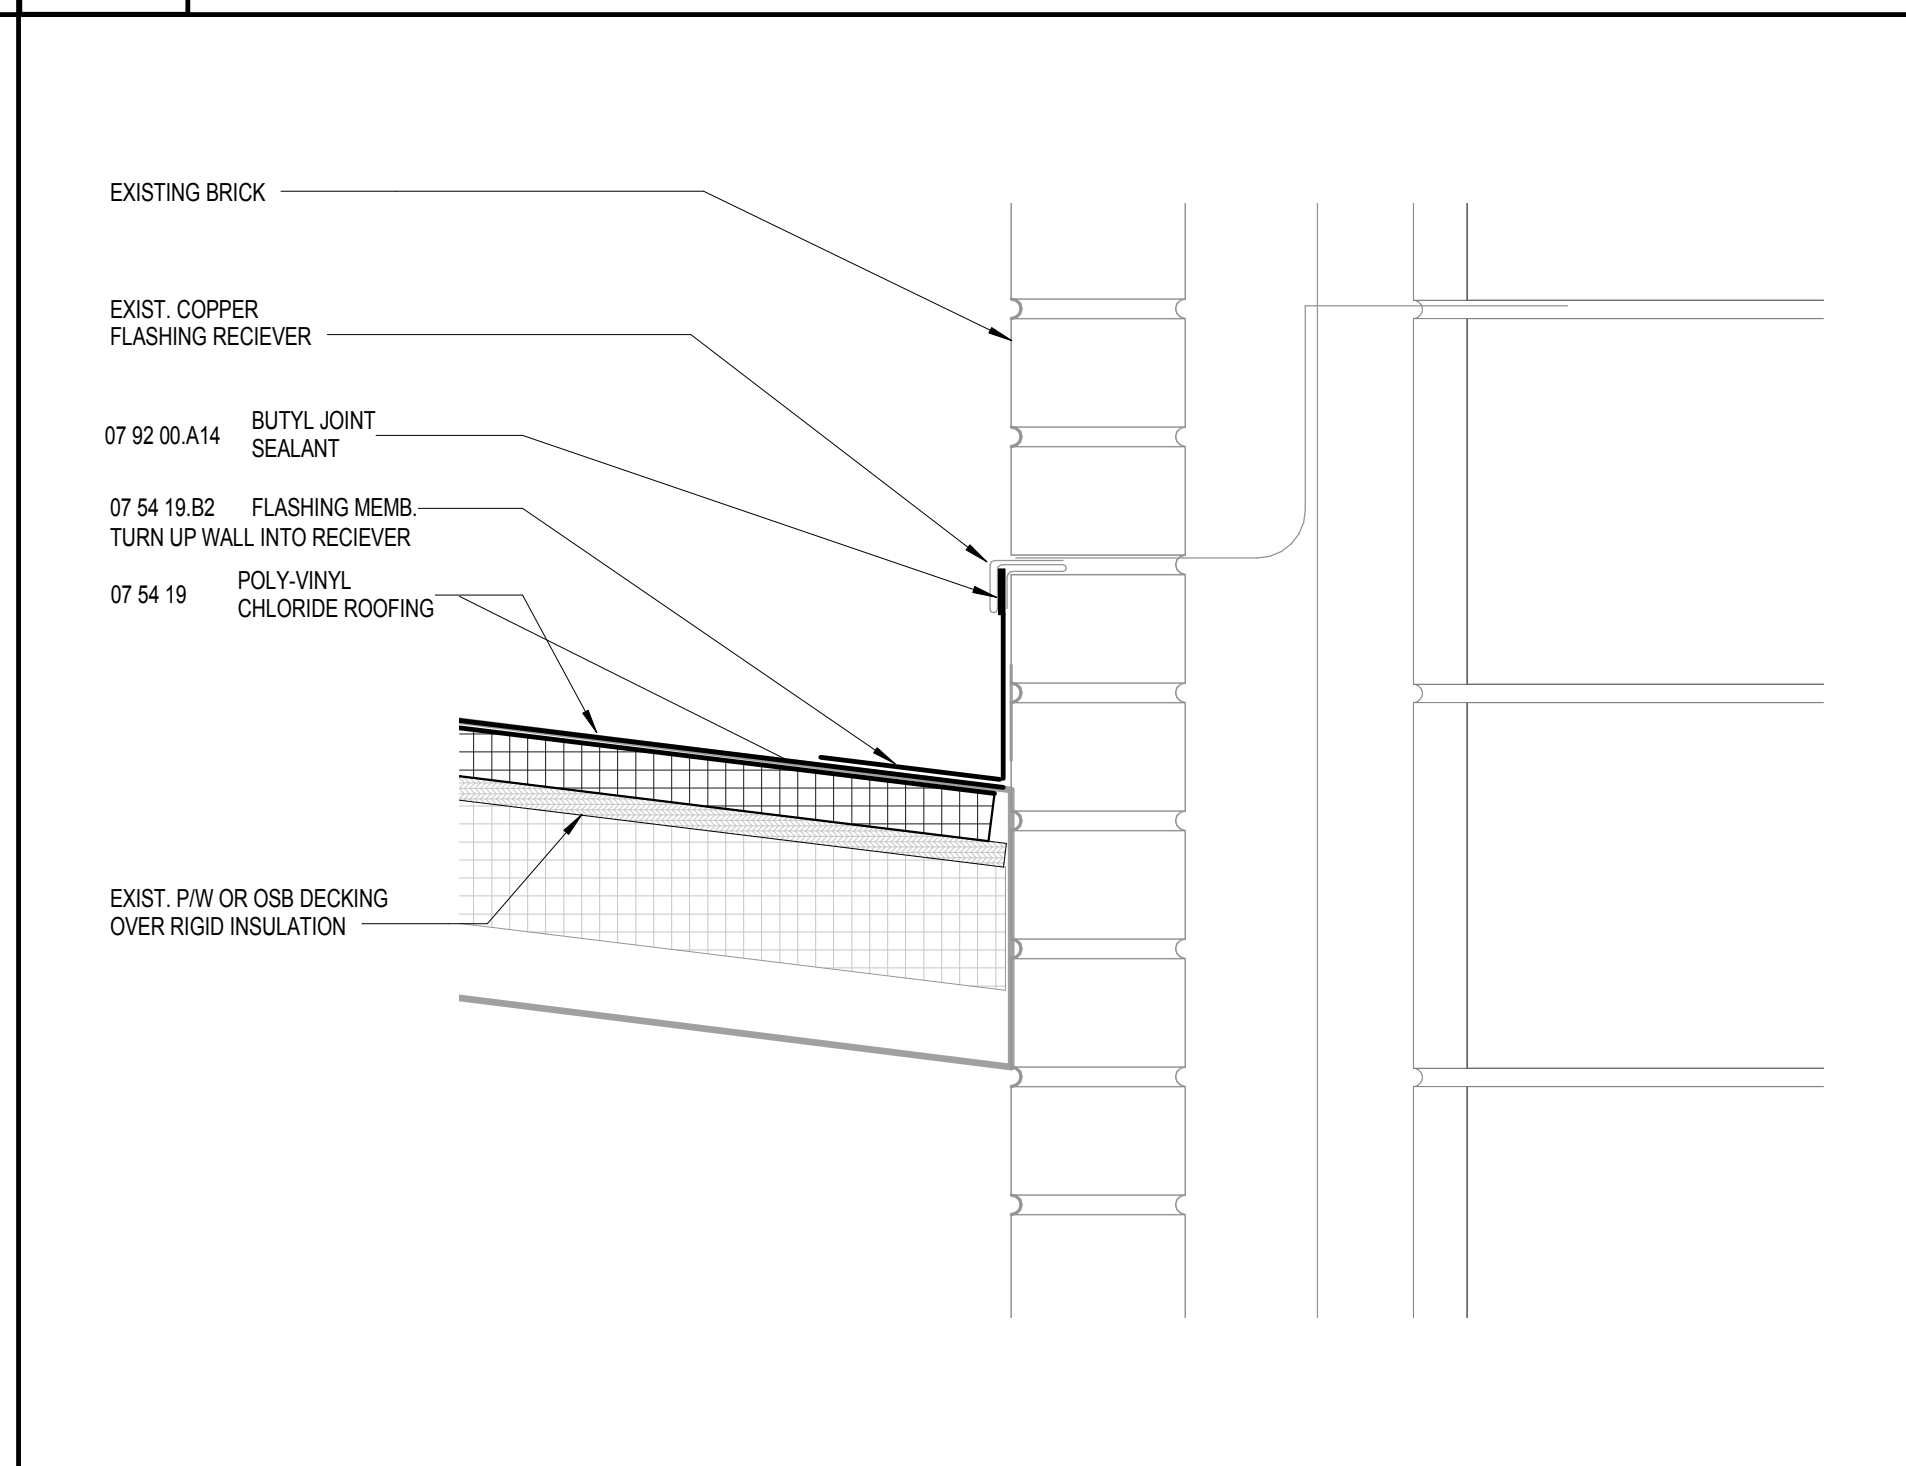 EXISTING BRICK
EXIST. COPPER
FLASHING RECIEVER
07 92 00.A14 BUTYL JOINT
SEALANT
07 54 19.B2 FLASHING MEMB.
TURN UP WALL INTO RECIEVER
07 54 19 POLY-VINYL
CHLORIDE ROOFING
EXIST. P/W OR OSB DECKING
OVER RIGID INSULATION